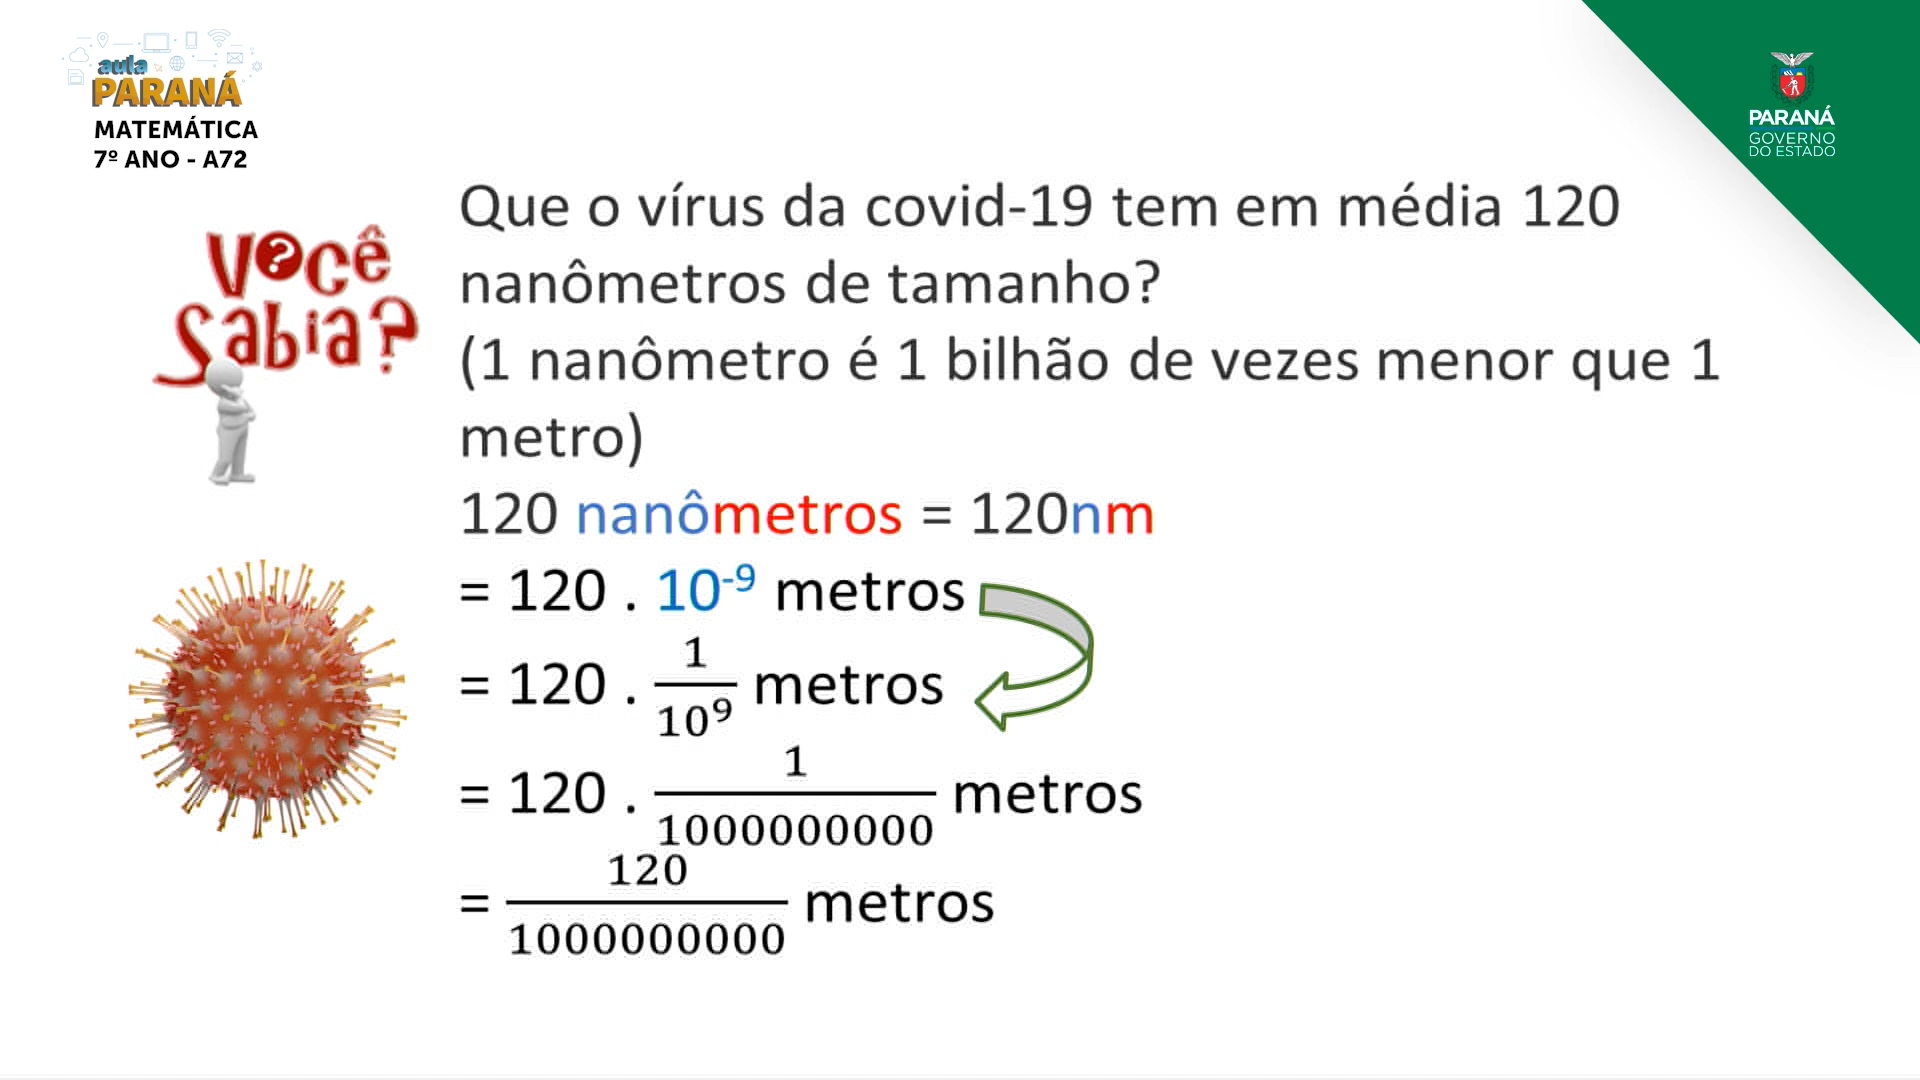 aula
PARANÁ
MATEMÁTICA
7º ANO - A72
PARANÁ
GOVERNO
DO ESTADO
Você
Sabia?
Que o vírus da covid-19 tem em média 120
nanômetros de tamanho?
(1 nanômetro é 1 bilhão de vezes menor que 1
metro)
120 nanômetros = 120nm
= 120 . 10⁻⁹ metros
= 120 . 1/10⁹ metros
= 120 . 1/1000000000 metros
= 120/1000000000 metros